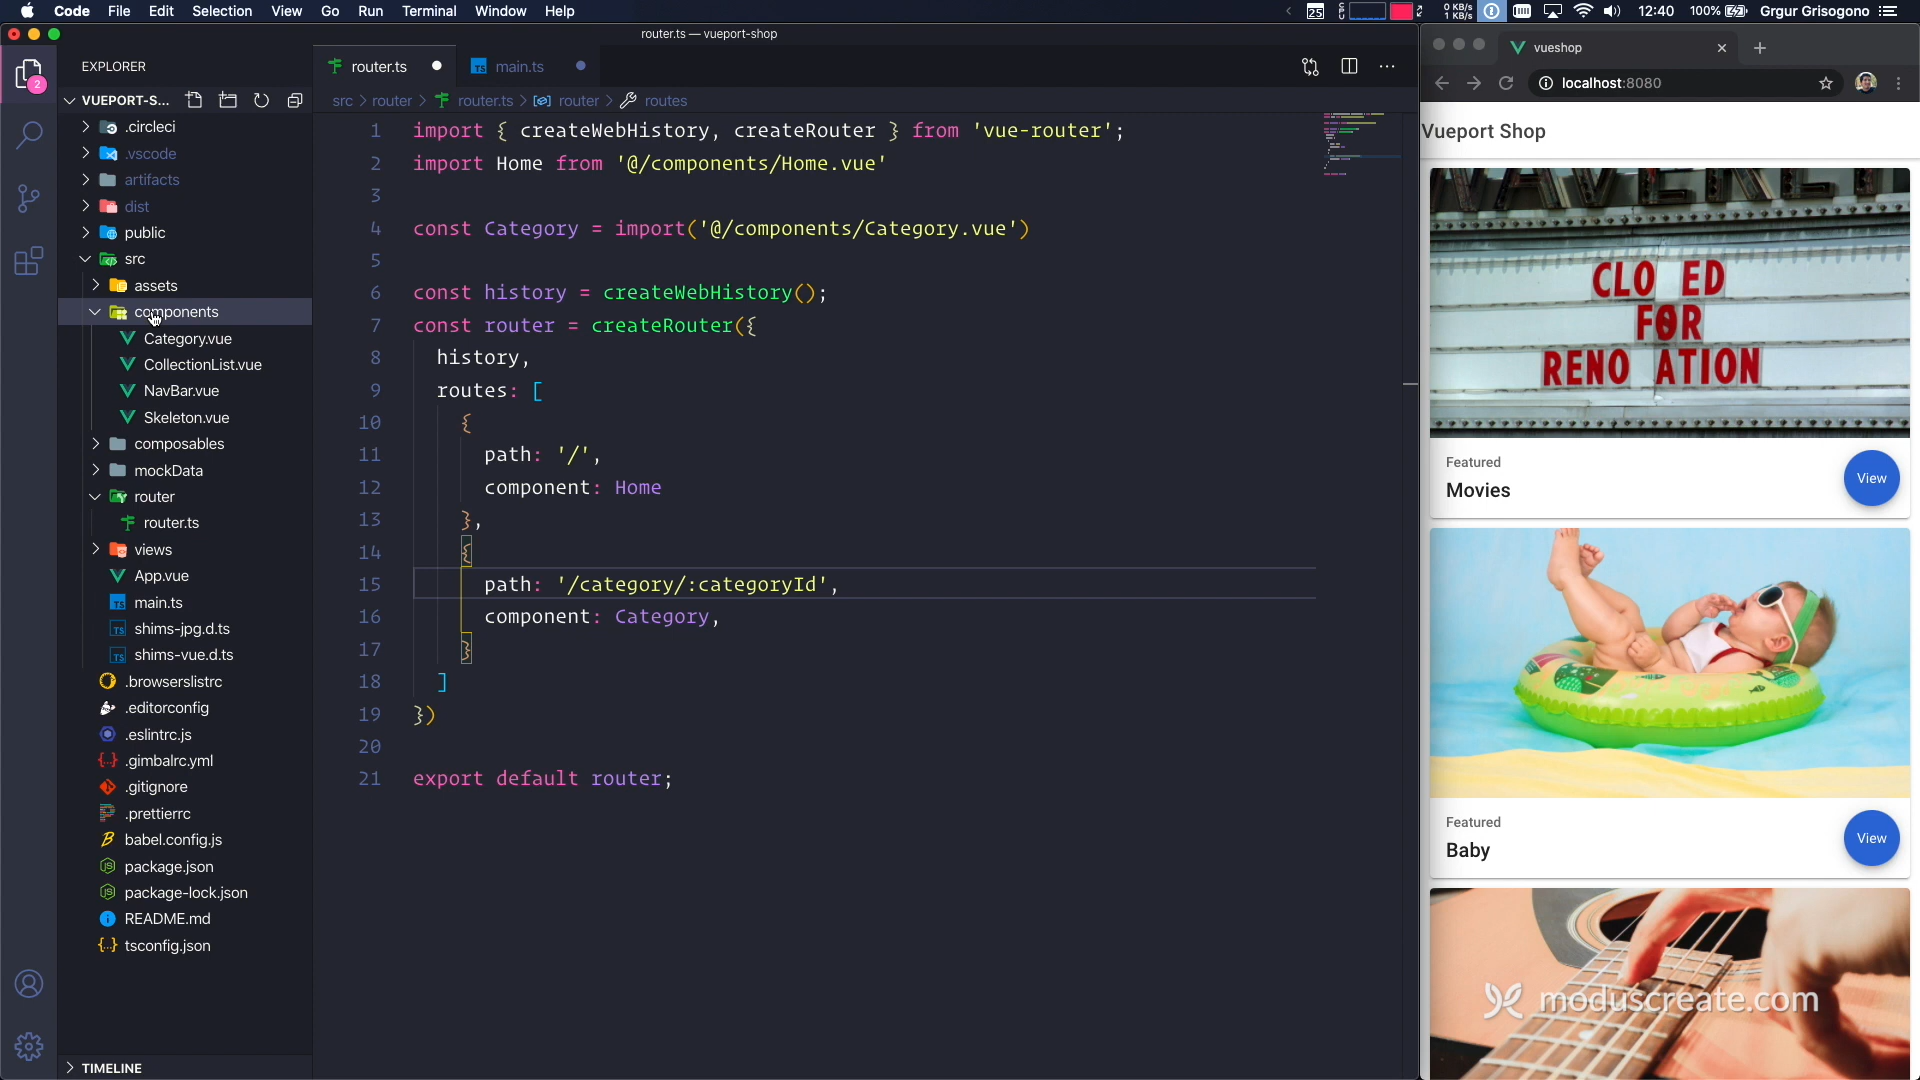 Code File Edit Selection View Go Run Terminal Window Help
25
0 KB/s
1 KB/s
12:40 100% Grgur Grisogono
router.ts — vueport-shop
EXPLORER
router.ts
main.ts
vueshop
2
VUEPORT-S...
src router router.ts router routes
localhost:8080
.circleci
.vscode
artifacts
dist
public
src
assets
components
Category.vue
CollectionList.vue
NavBar.vue
Skeleton.vue
composables
mockData
router
router.ts
views
App.vue
main.ts
shims-jpg.d.ts
shims-vue.d.ts
.browserslistrc
.editorconfig
.eslintrc.js
.gimbalrc.yml
.gitignore
.prettierrc
babel.config.js
package.json
package-lock.json
README.md
tsconfig.json
TIMELINE
1 import { createWebHistory, createRouter } from 'vue-router';
2 import Home from '@/components/Home.vue'
3
4 const Category = import('@/components/Category.vue')
5
6 const history = createWebHistory();
7 const router = createRouter({
8 history,
9 routes: [
10 {
11 path: '/',
12 component: Home
13 },
14 {
15 path: '/category/:categoryId',
16 component: Category,
17 }
18 ]
19 })
20
21 export default router;
Vueport Shop
CLO ED
FOR
RENO ATION
Featured
Movies
View
Featured
Baby
View
moduscreate.com